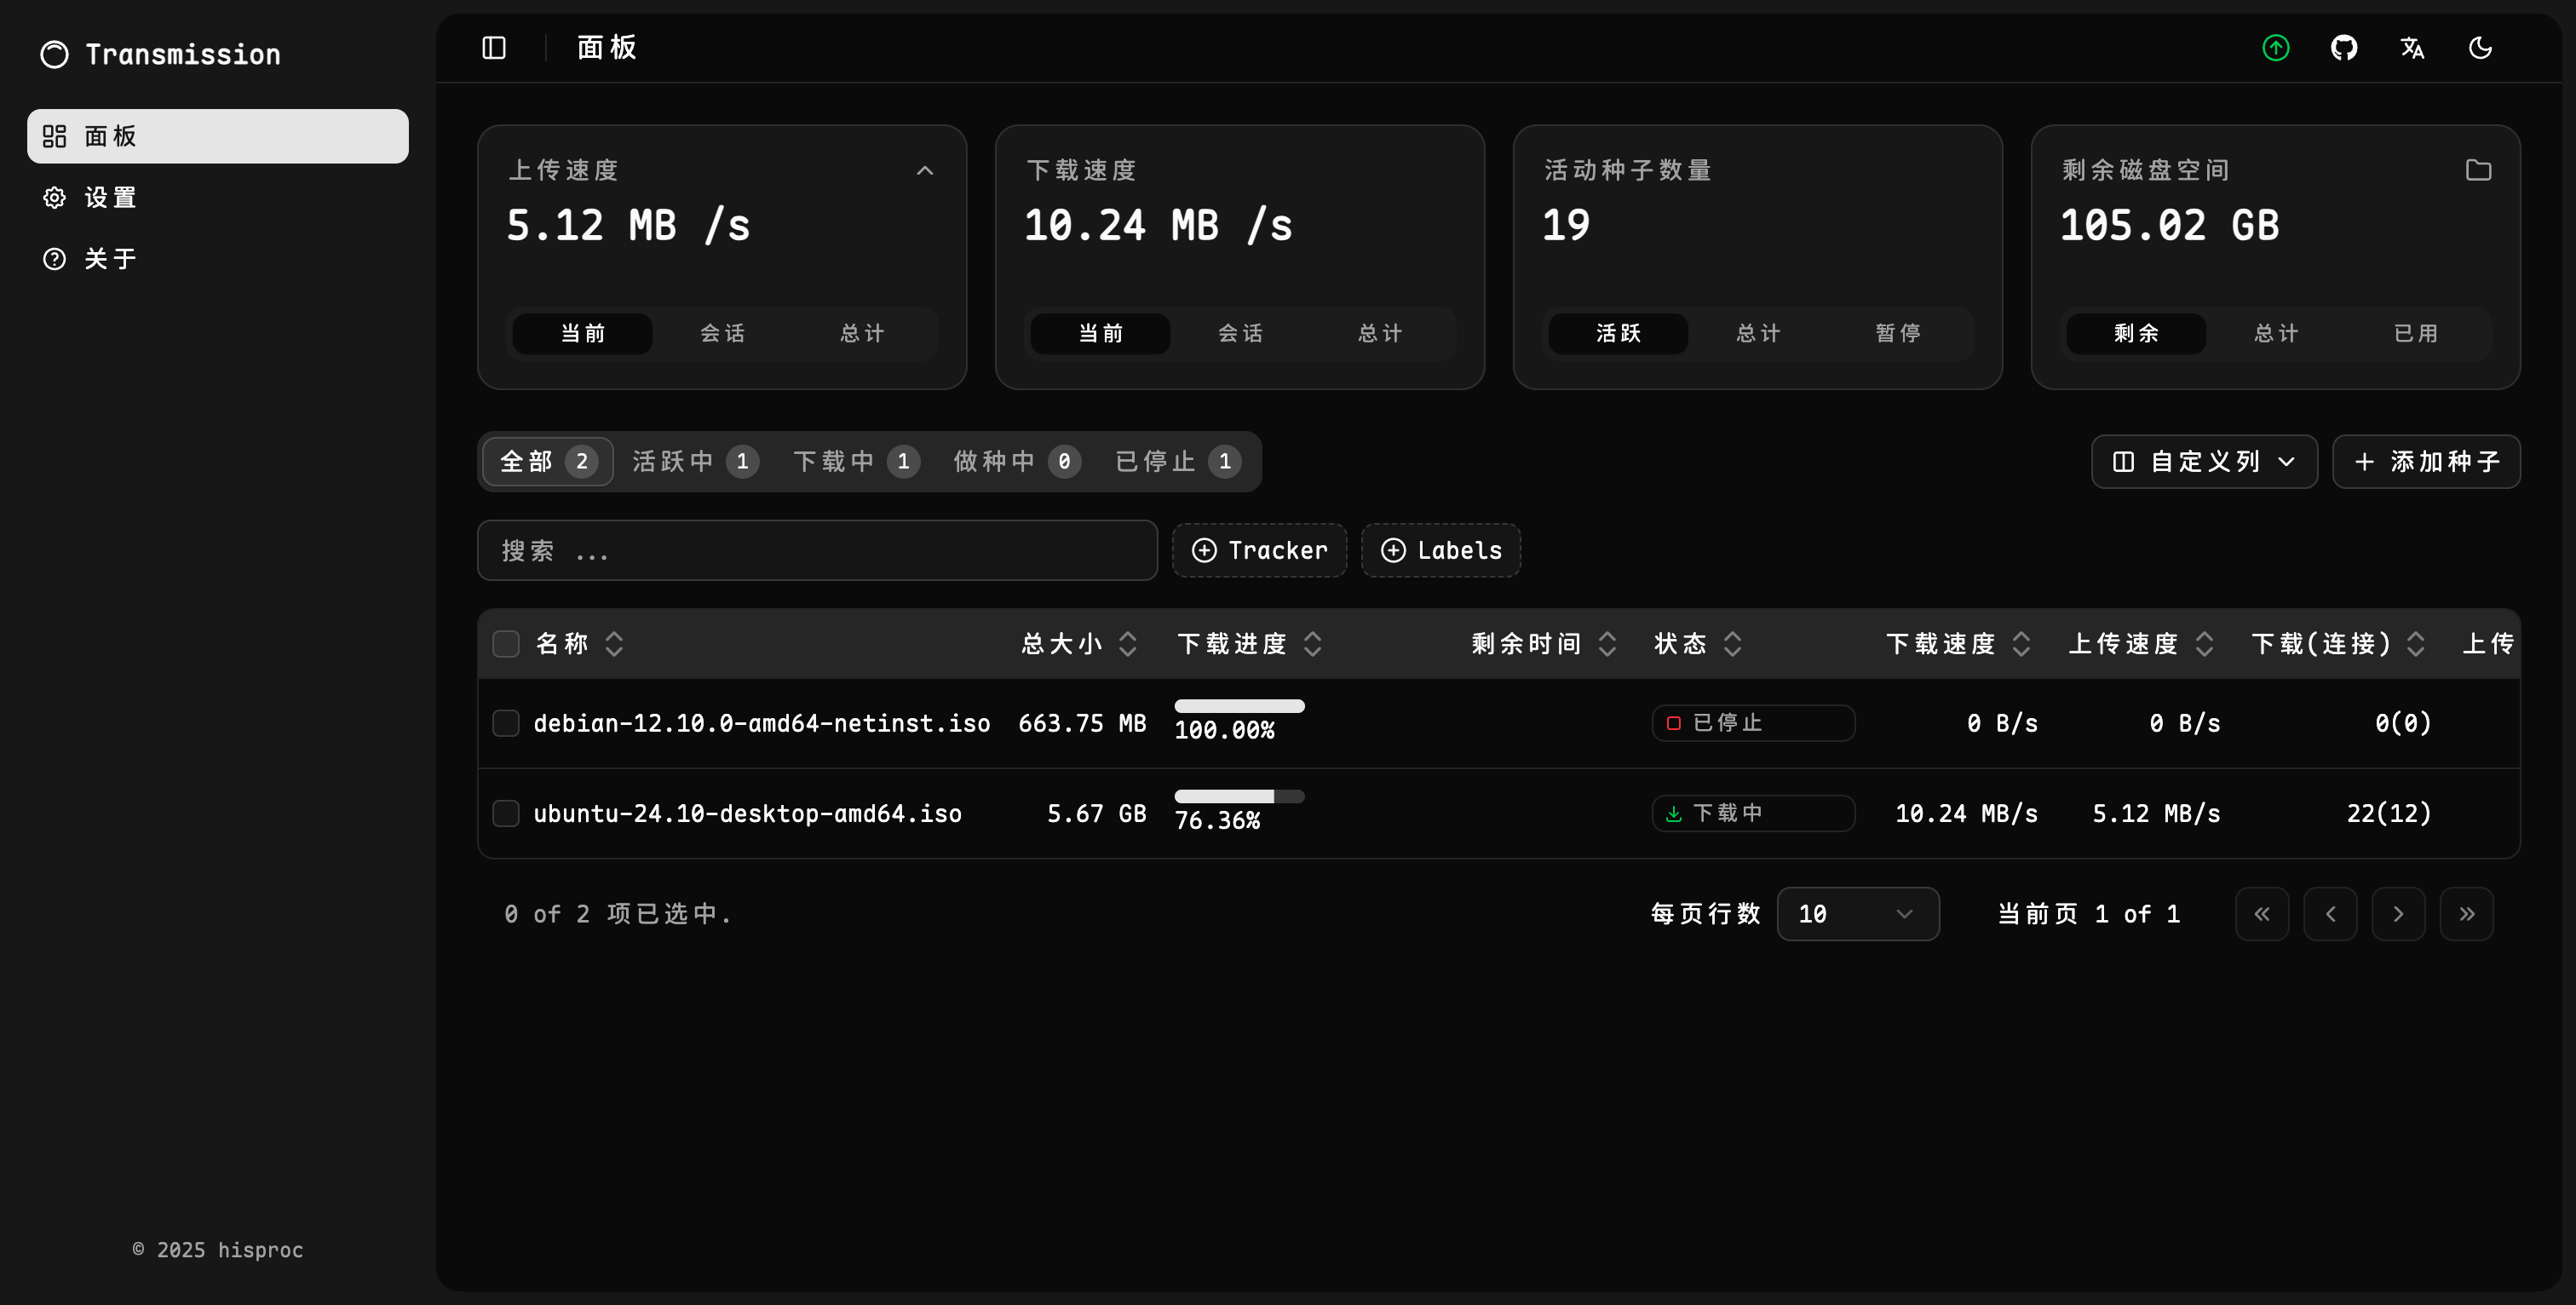 Transmission
面板
设置
关于
© 2025 hisproc
面板
上传速度
5.12 MB /s
当前 会话 总计
下载速度
10.24 MB /s
当前 会话 总计
活动种子数量
19
活跃 总计 暂停
剩余磁盘空间
105.02 GB
剩余 总计 已用
全部 2 活跃中 1 下载中 1 做种中 0 已停止 1
自定义列 添加种子
搜索 ... Tracker Labels
名称 总大小 下载进度 剩余时间 状态 下载速度 上传速度 下载(连接) 上传
debian-12.10.0-amd64-netinst.iso 663.75 MB 100.00% 已停止 0 B/s 0 B/s 0(0)
ubuntu-24.10-desktop-amd64.iso 5.67 GB 76.36% 下载中 10.24 MB/s 5.12 MB/s 22(12)
0 of 2 项已选中. 每页行数 10 当前页 1 of 1